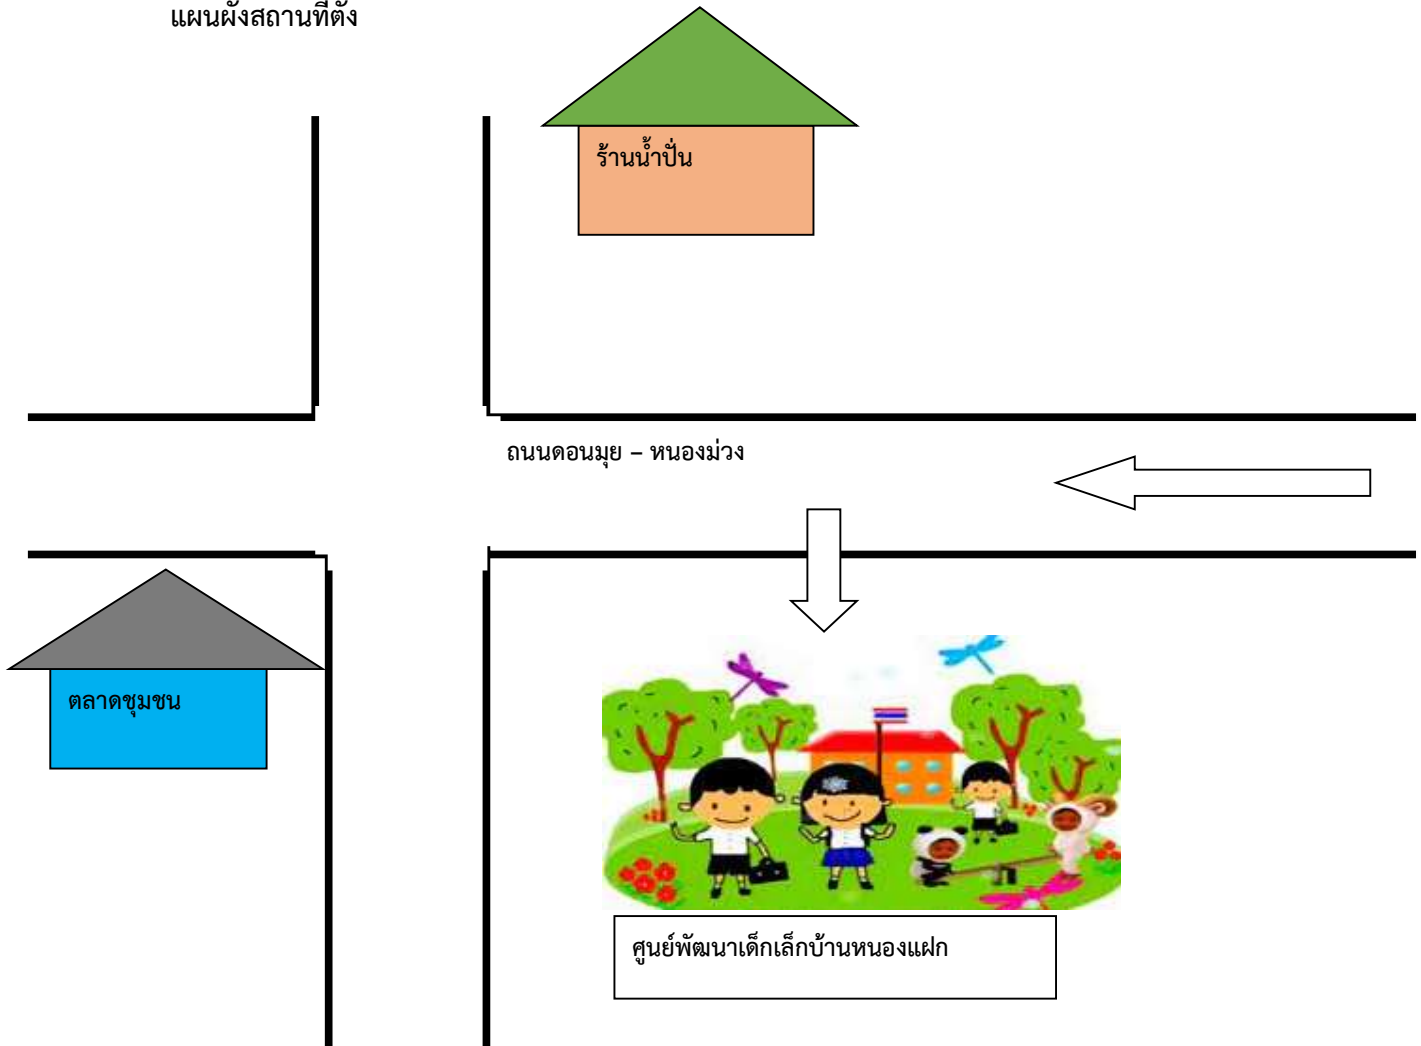 แผนผังสถานที่ตั้ง
ร้านน้ำปั่น
ถนนดอนมุย – หนองม่วง
ตลาดชุมชน
ศูนย์พัฒนาเด็กเล็กบ้านหนองแฝก